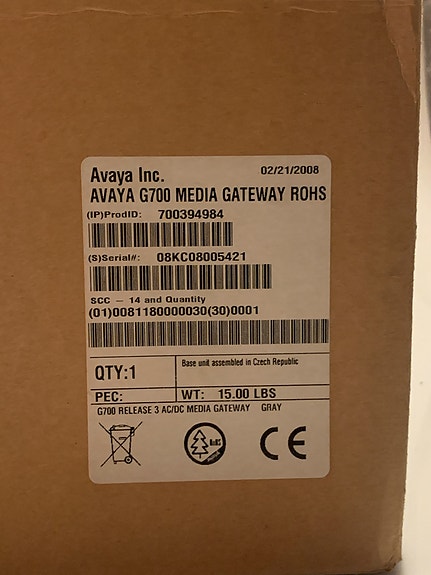 Avaya Inc. 02/21/2008
AVAYA G700 MEDIA GATEWAY ROHS
(IP)ProdID: 700394984
(S)Serial#: 08KC08005421
SCC – 14 and Quantity
(01)0081180000030(30)0001
QTY:1 Base unit assembled in Czech Republic
PEC: WT: 15.00 LBS
G700 RELEASE 3 AC/DC MEDIA GATEWAY GRAY
RoHS
CE